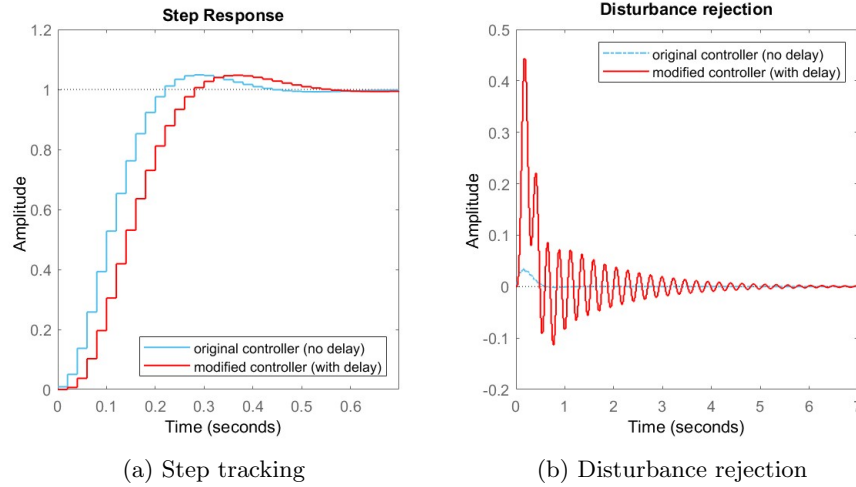 Step Response
1.2
1
0.8
0.6
0.4
0.2
0
Amplitude
0 0.1 0.2 0.3 0.4 0.5 0.6
Time (seconds)
original controller (no delay)
modified controller (with delay)
(a) Step tracking
Disturbance rejection
0.5
0.4
0.3
0.2
0.1
0
-0.1
-0.2
Amplitude
0 1 2 3 4 5 6 7
Time (seconds)
original controller (no delay)
modified controller (with delay)
(b) Disturbance rejection